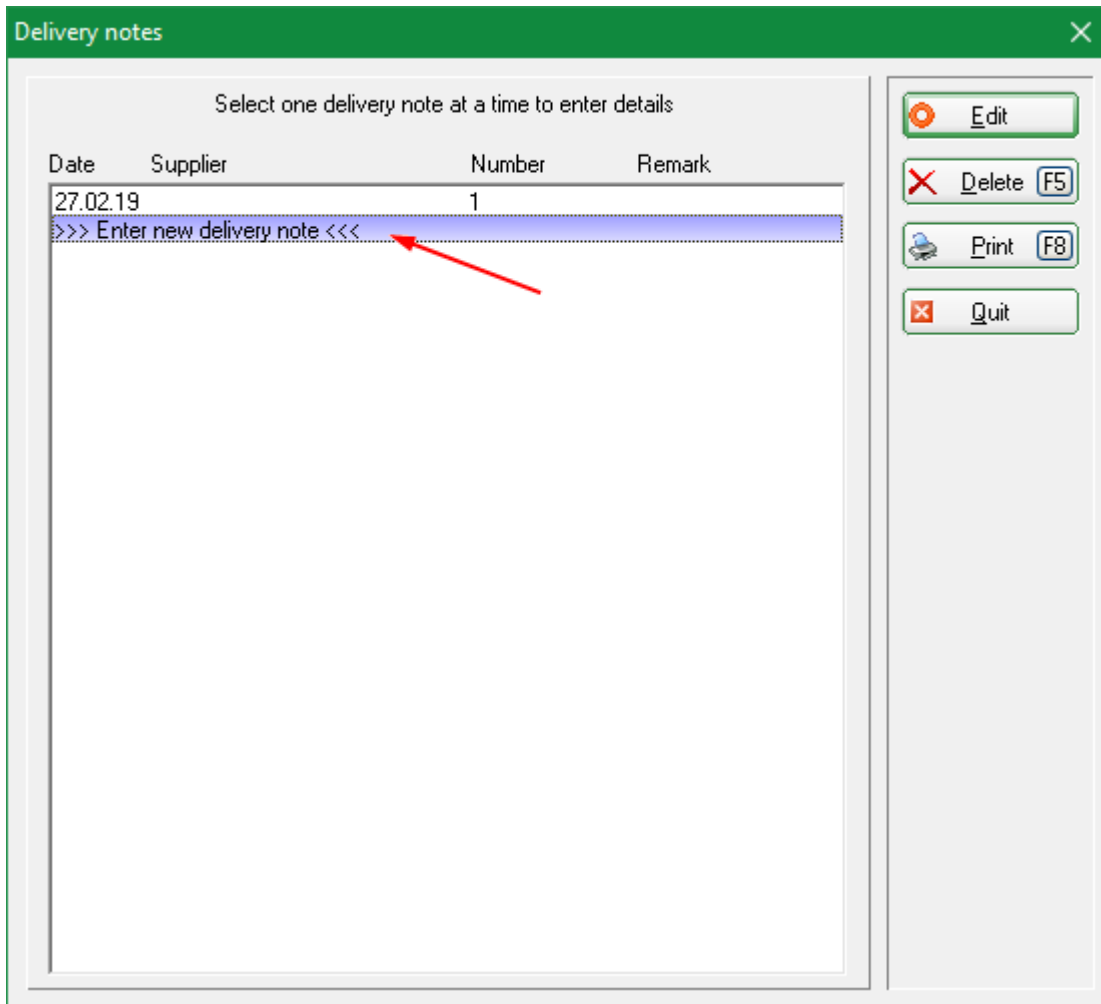 Delivery notes
Select one delivery note at a time to enter details
Date Supplier Number Remark
27.02.19 1
>>> Enter new delivery note <<<
Edit
Delete F5
Print F8
Quit